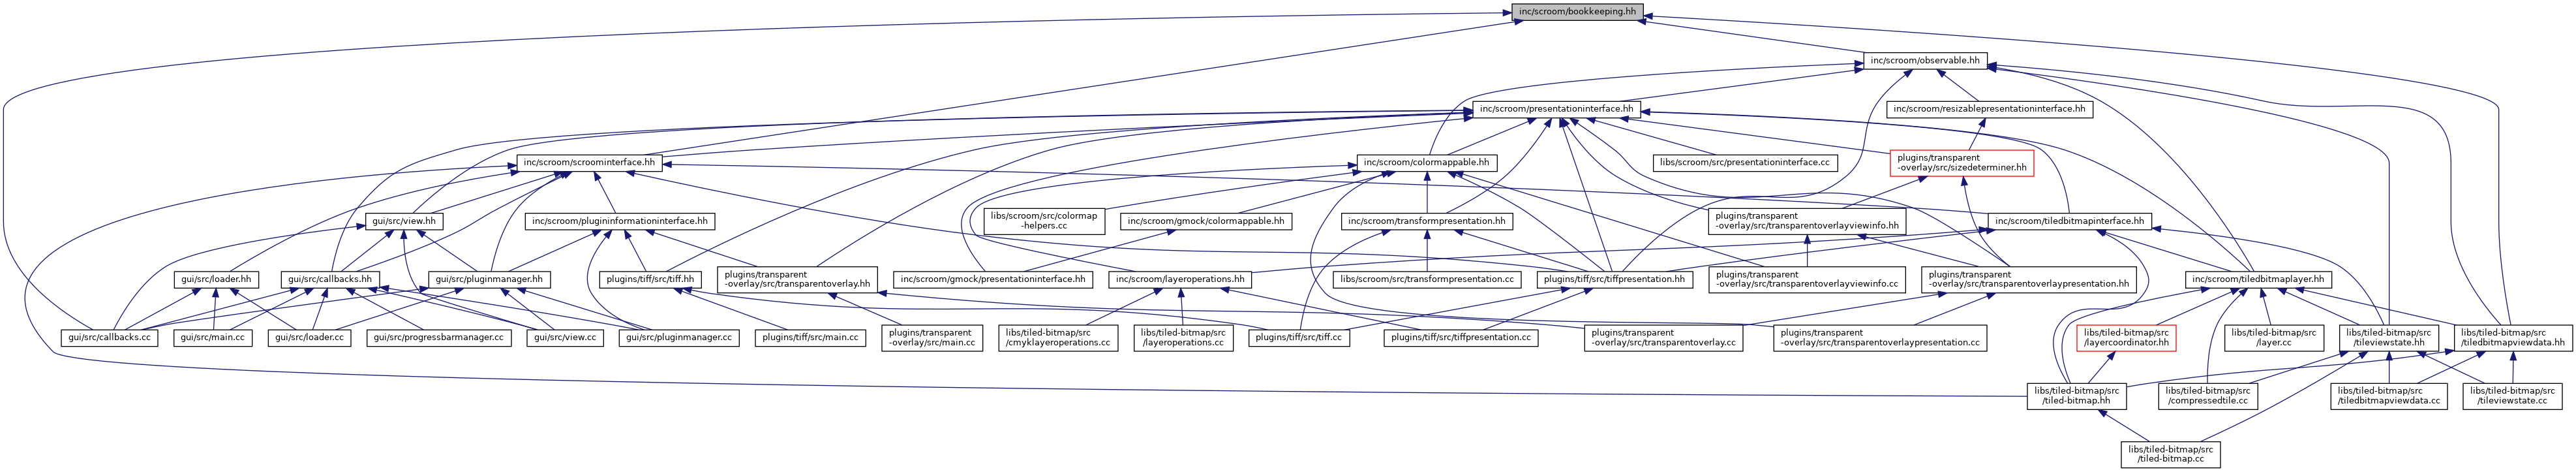 inc/scroom/bookkeeping.hh
inc/scroom/observable.hh
inc/scroom/presentationinterface.hh
inc/scroom/resizablepresentationinterface.hh
inc/scroom/scroominterface.hh
inc/scroom/colormappable.hh
libs/scroom/src/presentationinterface.cc
plugins/transparent
-overlay/src/sizedeterminer.hh
gui/src/view.hh
inc/scroom/plugininformationinterface.hh
libs/scroom/src/colormap
-helpers.cc
inc/scroom/gmock/colormappable.hh
inc/scroom/transformpresentation.hh
plugins/transparent
-overlay/src/transparentoverlayviewinfo.hh
inc/scroom/tiledbitmapinterface.hh
gui/src/loader.hh
gui/src/callbacks.hh
gui/src/pluginmanager.hh
plugins/tiff/src/tiff.hh
plugins/transparent
-overlay/src/transparentoverlay.hh
inc/scroom/gmock/presentationinterface.hh
inc/scroom/layeroperations.hh
libs/scroom/src/transformpresentation.cc
plugins/tiff/src/tiffpresentation.hh
plugins/transparent
-overlay/src/transparentoverlayviewinfo.cc
plugins/transparent
-overlay/src/transparentoverlaypresentation.hh
inc/scroom/tiledbitmaplayer.hh
gui/src/callbacks.cc
gui/src/main.cc
gui/src/loader.cc
gui/src/progressbarmanager.cc
gui/src/view.cc
gui/src/pluginmanager.cc
plugins/tiff/src/main.cc
plugins/transparent
-overlay/src/main.cc
libs/tiled-bitmap/src
/cmyklayeroperations.cc
libs/tiled-bitmap/src
/layeroperations.cc
plugins/tiff/src/tiff.cc
plugins/tiff/src/tiffpresentation.cc
plugins/transparent
-overlay/src/transparentoverlay.cc
plugins/transparent
-overlay/src/transparentoverlaypresentation.cc
libs/tiled-bitmap/src
/layercoordinator.hh
libs/tiled-bitmap/src
/layer.cc
libs/tiled-bitmap/src
/tileviewstate.hh
libs/tiled-bitmap/src
/tiledbitmapviewdata.hh
libs/tiled-bitmap/src
/tiled-bitmap.hh
libs/tiled-bitmap/src
/compressedtile.cc
libs/tiled-bitmap/src
/tiledbitmapviewdata.cc
libs/tiled-bitmap/src
/tileviewstate.cc
libs/tiled-bitmap/src
/tiled-bitmap.cc